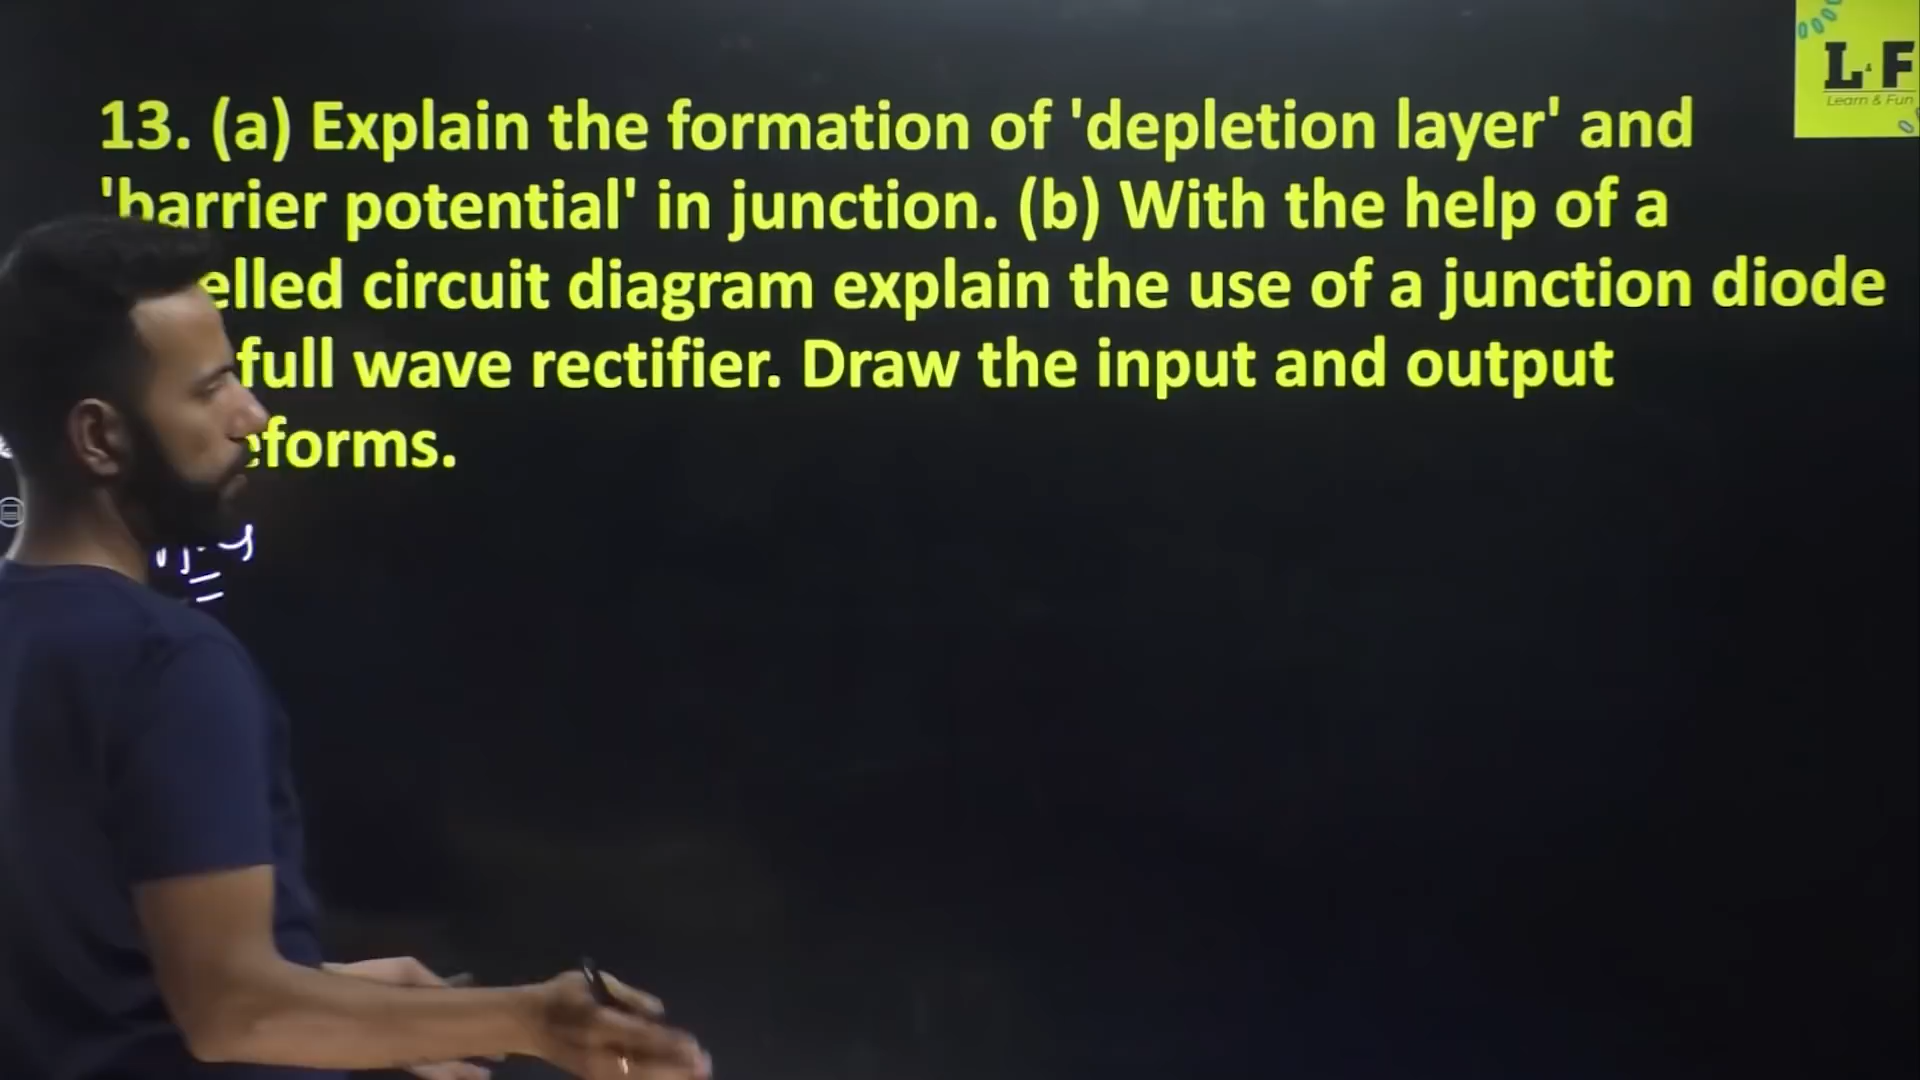 13. (a) Explain the formation of 'depletion layer' and
'barrier potential' in junction. (b) With the help of a
elled circuit diagram explain the use of a junction diode
full wave rectifier. Draw the input and output
eforms.
L&F
Learn & Fun